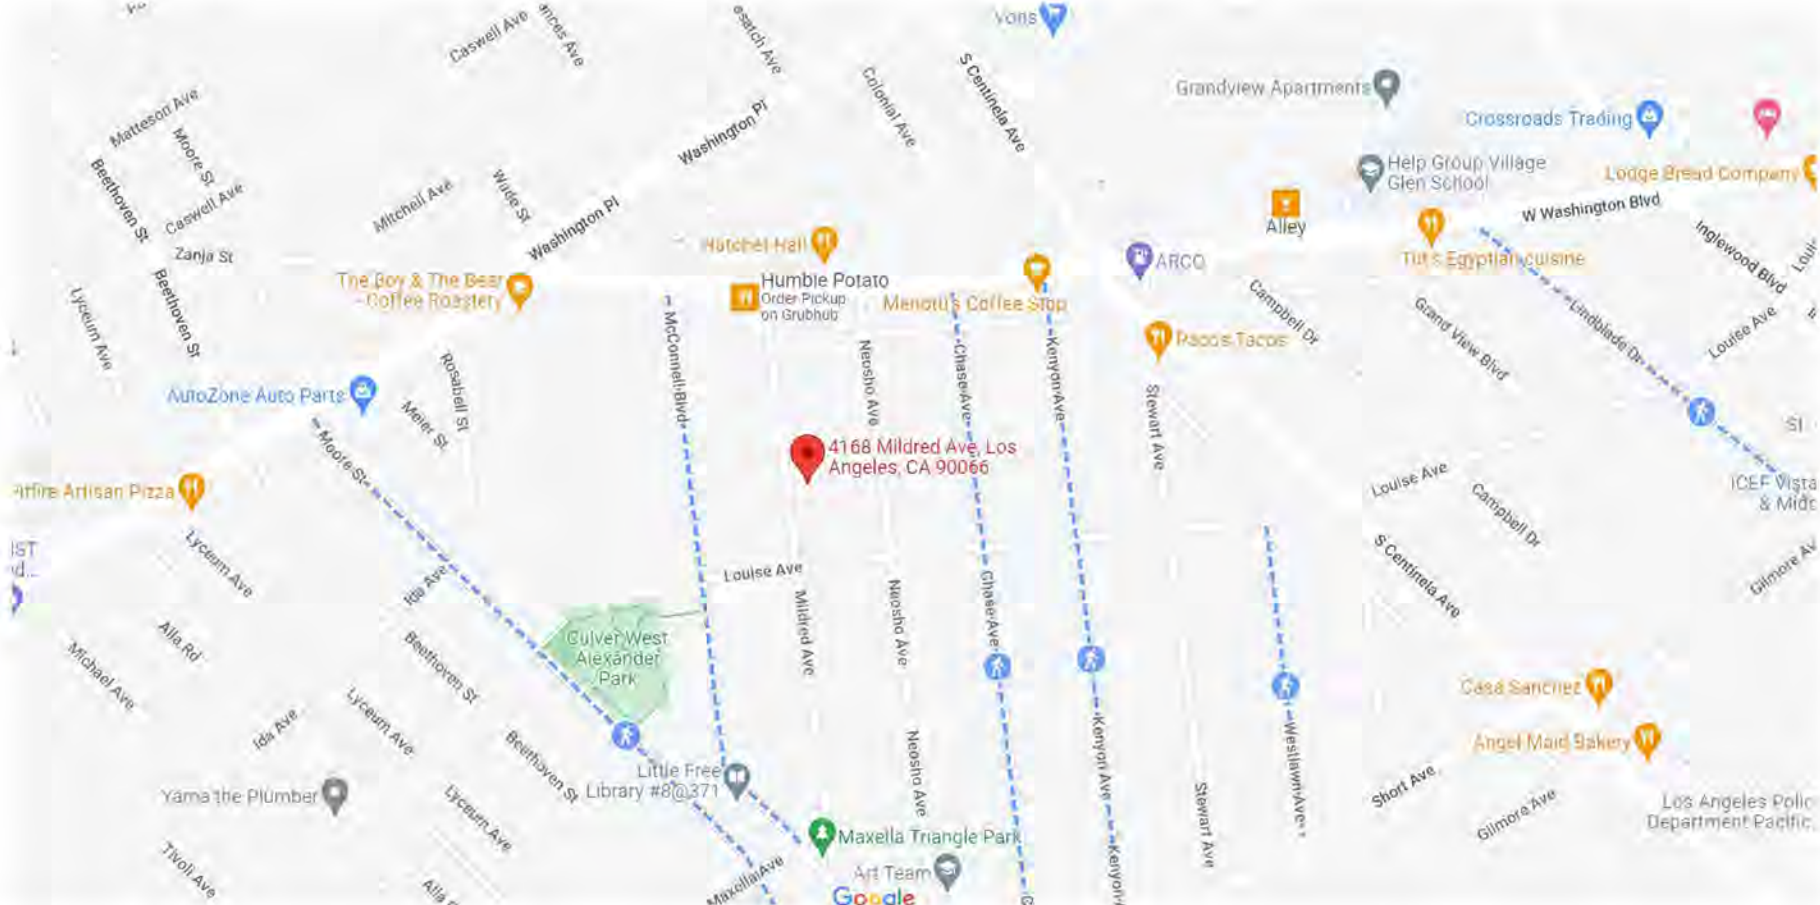 Vons
Caswell Ave
Colonial Ave
S Centinela Ave
Grandview Apartments
Crossroads Trading
Matteson Ave
Moore St
Washington Pl
Help Group Village
Glen School
Lodge Bread Company
Beethoven St
Caswell Ave
Mitchell Ave
Wade St
Washington Pl
W Washington Blvd
Alley
Zanja St
Hatchet Hall
ARCO
Tut's Egyptian cuisine
Inglewood Blvd
The Boy & The Bear
- Coffee Roastery
Humble Potato
Order Pickup
on Grubhub
Menotti's Coffee Stop
Campbell Dr
Lyceum Ave
Beethoven St
McConnell Blvd
Neosho Ave
Chase Ave
Kenyon Ave
Pacos Tacos
Grand View Blvd
Lindblade Dr
Louise Ave
AutoZone Auto Parts
Rosabell St
Meier St
Stewart Ave
St
Moore St
4168 Mildred Ave, Los
Angeles, CA 90066
Louise Ave
Campbell Dr
ICEF Vista
Artisan Pizza
Lyceum Ave
Ida Ave
Louise Ave
Mildred Ave
Neosho Ave
Chase Ave
S Centinela Ave
Gilmore Av
Culver West
Alexander
Park
Alla Rd
Michael Ave
Beethoven St
Casa Sanchez
Ida Ave
Lyceum Ave
Beethoven St
Neosho Ave
Kenyon Ave
Westlawn Ave
Angel Maid Bakery
Little Free
Library #8@371
Yama the Plumber
Lyceum Ave
Stewart Ave
Short Ave
Gilmore Ave
Los Angeles Polic
Department Pacific
Maxella Triangle Park
Tivoli Ave
Maxella Ave
Art Team
Kenyon
Google